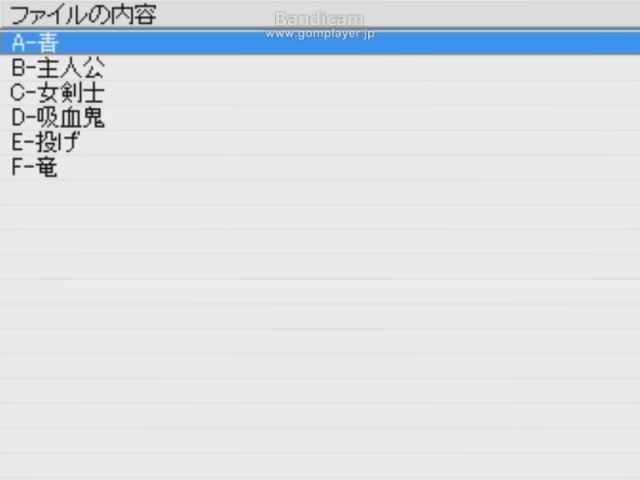 ファイルの内容
Bandicam
www.gomplayer.jp
A-青
B-主人公
C-女剣士
D-吸血鬼
E-投げ
F-竜